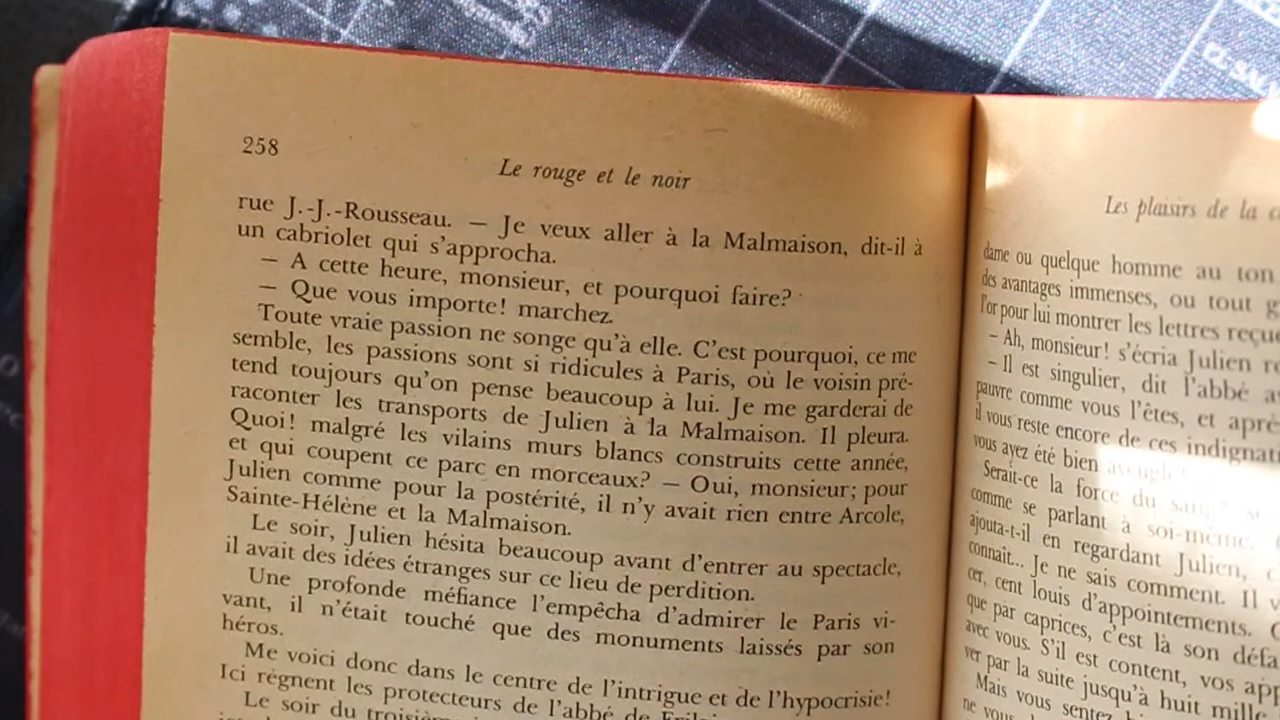 258
Le rouge et le noir
rue J.-J.-Rousseau. — Je veux aller à la Malmaison, dit-il à
un cabriolet qui s'approcha.
— A cette heure, monsieur, et pourquoi faire?
— Que vous importe! marchez.
Toute vraie passion ne songe qu'à elle. C'est pourquoi, ce me
semble, les passions sont si ridicules à Paris, où le voisin pré-
tend toujours qu'on pense beaucoup à lui. Je me garderai de
raconter les transports de Julien à la Malmaison. Il pleura.
Quoi! malgré les vilains murs blancs construits cette année,
et qui coupent ce parc en morceaux? — Oui, monsieur; pour
Julien comme pour la postérité, il n'y avait rien entre Arcole,
Sainte-Hélène et la Malmaison.
Le soir, Julien hésita beaucoup avant d'entrer au spectacle,
il avait des idées étranges sur ce lieu de perdition.
Une profonde méfiance l'empêcha d'admirer le Paris vi-
vant, il n'était touché que des monuments laissés par son
héros.
Me voici donc dans le centre de l'intrigue et de l'hypocrisie!
Ici règnent les protecteurs de l'abbé de
Le soir du
Les plaisirs de la
dame ou quelque homme au ton
des avantages immenses, ou tout
l'or pour lui montrer les lettres
— Ah, monsieur! s'écria Julien
— Il est singulier, dit l'abbé
pauvre comme vous l'êtes, et
il vous reste encore de ces
vous ayez été bien
Serait-ce la force du
comme se parlant à soi-même.
ajouta-t-il en regardant Julien,
connaît... Je ne sais comment. Il
cer, cent louis d'appointements.
que par caprices, c'est là son
avec vous. S'il est content, vos
ver par la suite jusqu'à huit mille
Mais vous sentez
ne vous